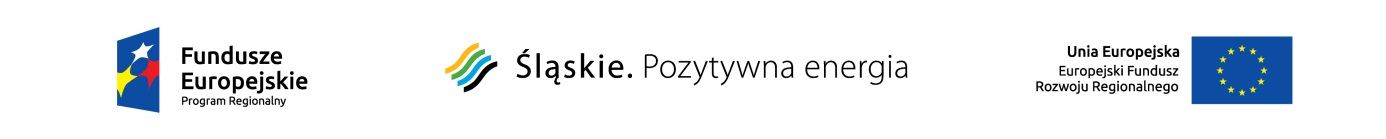 Fundusze
Europejskie
Program Regionalny
Śląskie. Pozytywna energia
Unia Europejska
Europejski Fundusz
Rozwoju Regionalnego